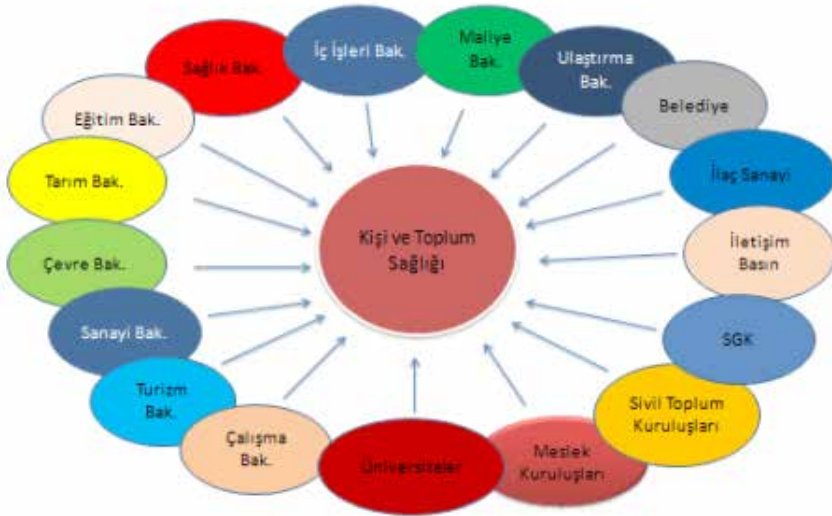 Sağlık Bak.
İç İşleri Bak.
Maliye
Bak.
Ulaştırma
Bak.
Belediye
İlaç Sanayi
İletişim
Basın
SGK
Sivil Toplum
Kuruluşları
Meslek
Kuruluşları
Üniversiteler
Çalışma
Bak.
Turizm
Bak.
Sanayi Bak.
Çevre Bak.
Tarım Bak.
Eğitim Bak.
Kişi ve Toplum
Sağlığı